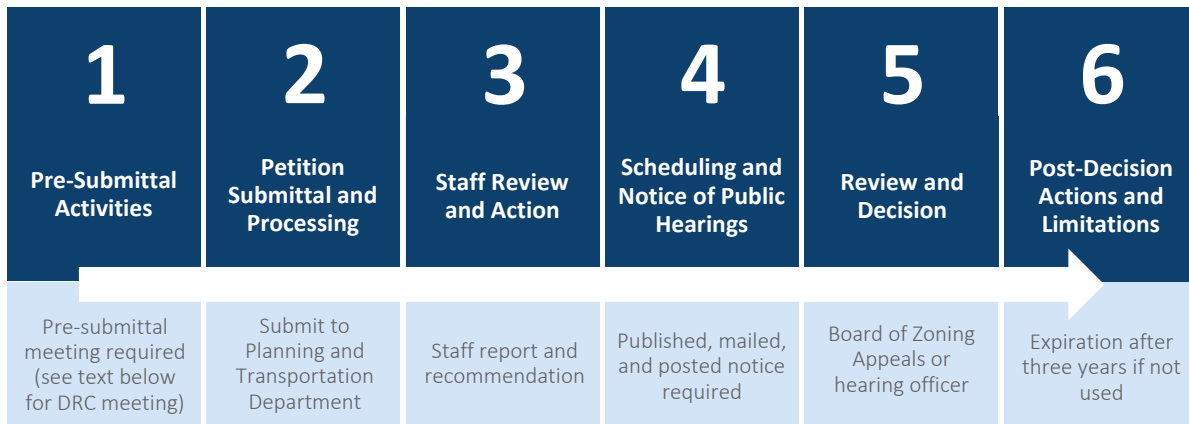 1
Pre-Submittal
Activities
Pre-submittal
meeting required
(see text below
for DRC meeting)
2
Petition
Submittal and
Processing
Submit to
Planning and
Transportation
Department
3
Staff Review
and Action
Staff report and
recommendation
4
Scheduling and
Notice of Public
Hearings
Published, mailed,
and posted notice
required
5
Review and
Decision
Board of Zoning
Appeals or
hearing officer
6
Post-Decision
Actions and
Limitations
Expiration after
three years if not
used